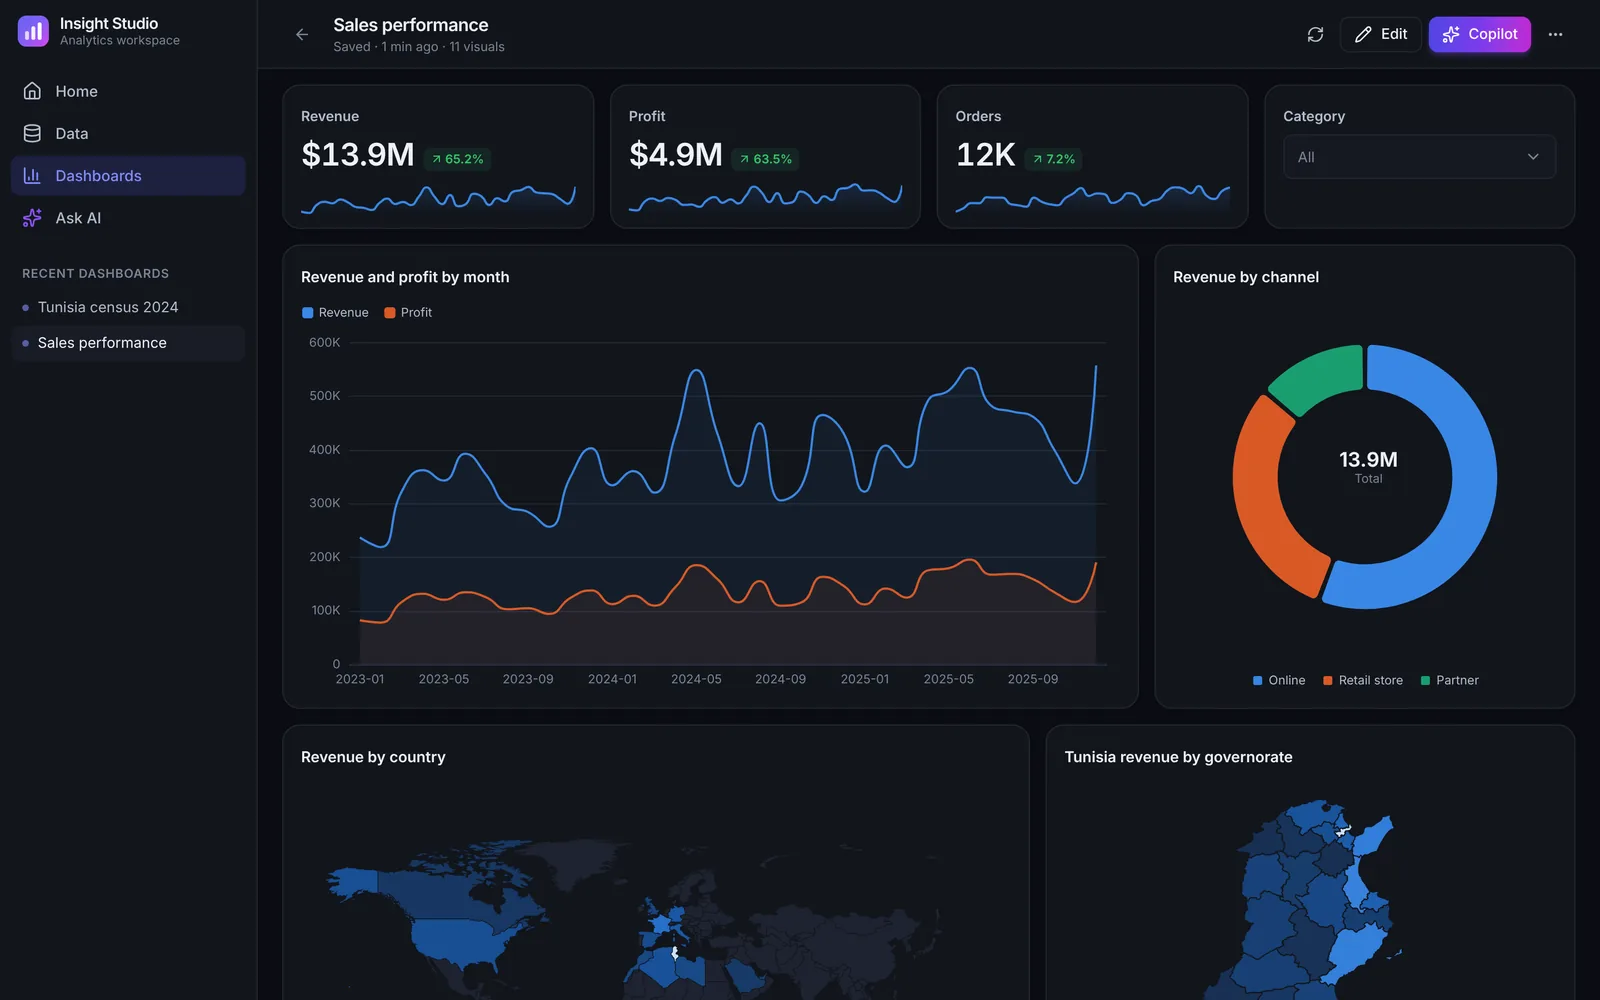 Insight Studio
Analytics workspace
Home
Data
Dashboards
Ask AI
RECENT DASHBOARDS
Tunisia census 2024
Sales performance
Sales performance
Saved · 1 min ago · 11 visuals
Edit
Copilot
Revenue
$13.9M 65.2%
Profit
$4.9M 63.5%
Orders
12K 7.2%
Category
All
Revenue and profit by month
Revenue Profit
600K
500K
400K
300K
200K
100K
0
2023-01 2023-05 2023-09 2024-01 2024-05 2024-09 2025-01 2025-05 2025-09
Revenue by channel
13.9M
Total
Online Retail store Partner
Revenue by country
Tunisia revenue by governorate